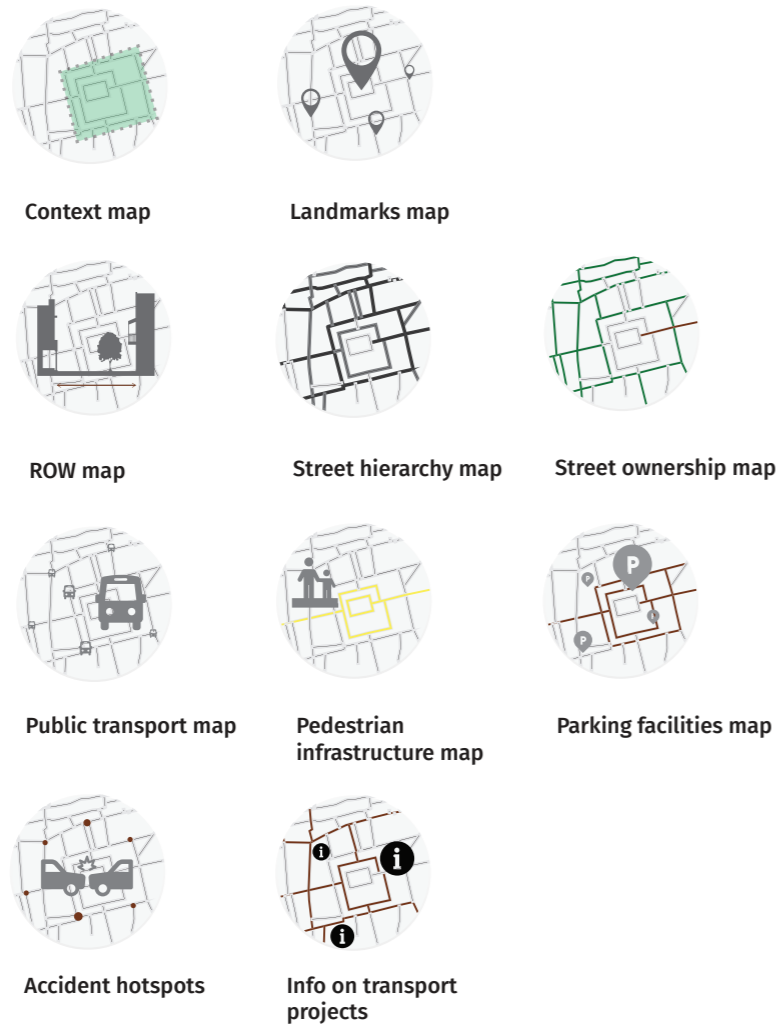 Context map
Landmarks map
ROW map
Street hierarchy map
Street ownership map
P
P
P
P
Public transport map
Pedestrian
infrastructure map
Parking facilities map
i
i
i
Accident hotspots
Info on transport
projects